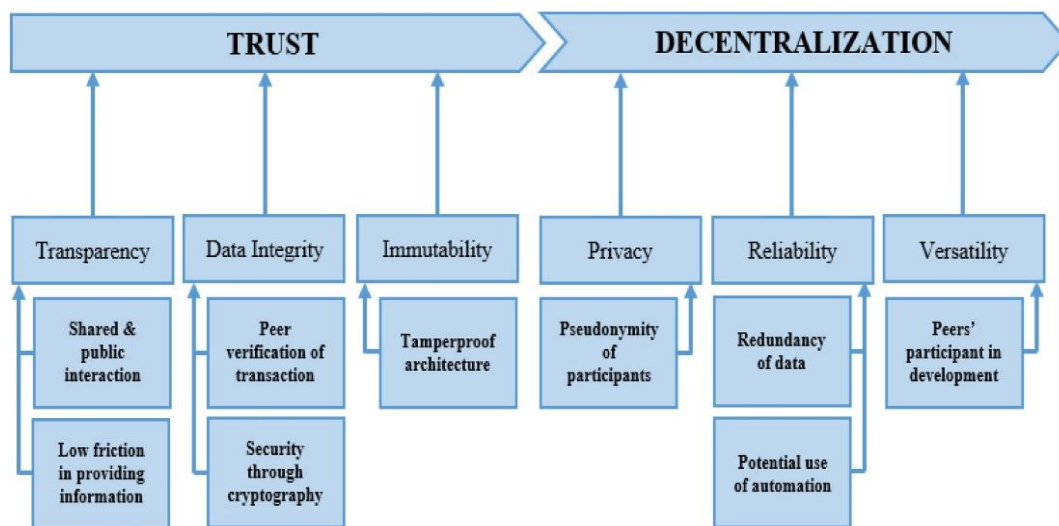 TRUST
DECENTRALIZATION
Transparency
Data Integrity
Immutability
Privacy
Reliability
Versatility
Shared &
public
interaction
Peer
verification of
transaction
Tamperproof
architecture
Pseudonymity
of
participants
Redundancy
of data
Peers’
participant in
development
Low friction
in providing
information
Security
through
cryptography
Potential use
of automation